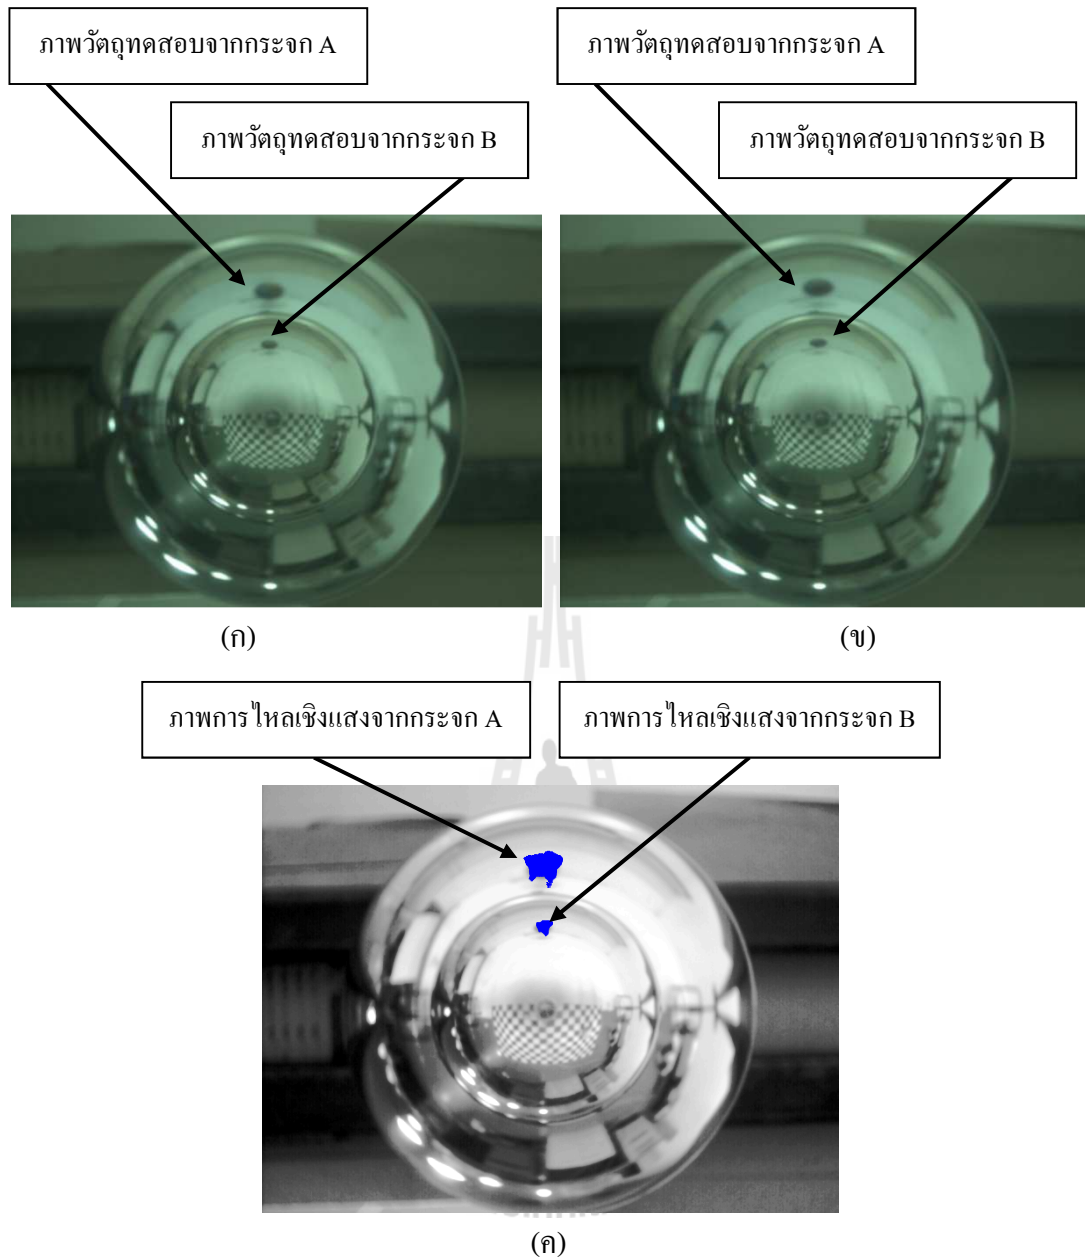 ภาพวัตถุทดสอบจากกระจก A
ภาพวัตถุทดสอบจากกระจก A
ภาพวัตถุทดสอบจากกระจก B
ภาพวัตถุทดสอบจากกระจก B
(ก)
(ข)
ภาพการไหลเชิงแสงจากกระจก A
ภาพการไหลเชิงแสงจากกระจก B
(ค)